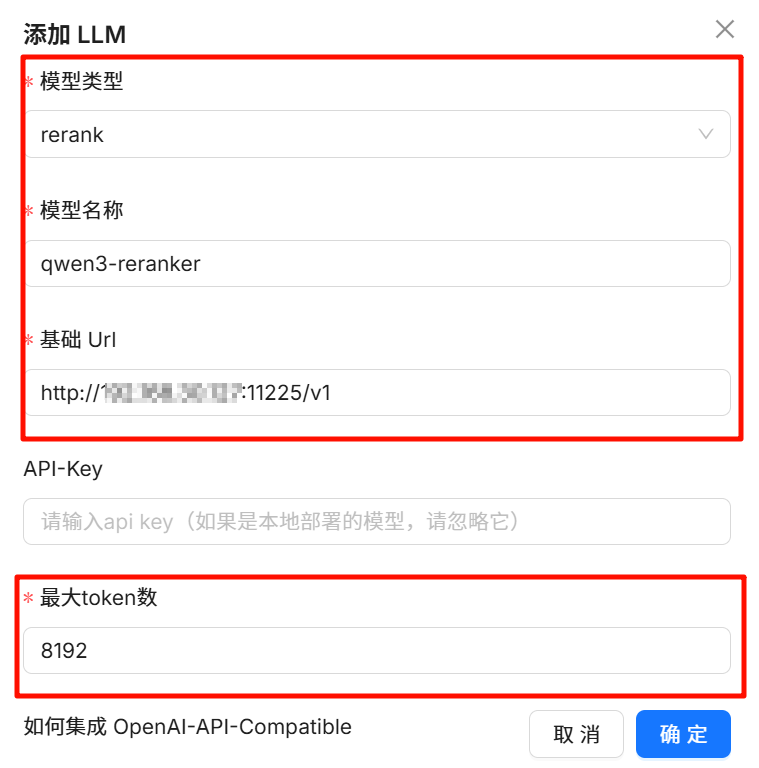 添加 LLM
* 模型类型
rerank
* 模型名称
qwen3-reranker
* 基础 Url
http://:11225/v1
API-Key
请输入api key（如果是本地部署的模型，请忽略它）
* 最大token数
8192
如何集成 OpenAI-API-Compatible
取 消
确 定